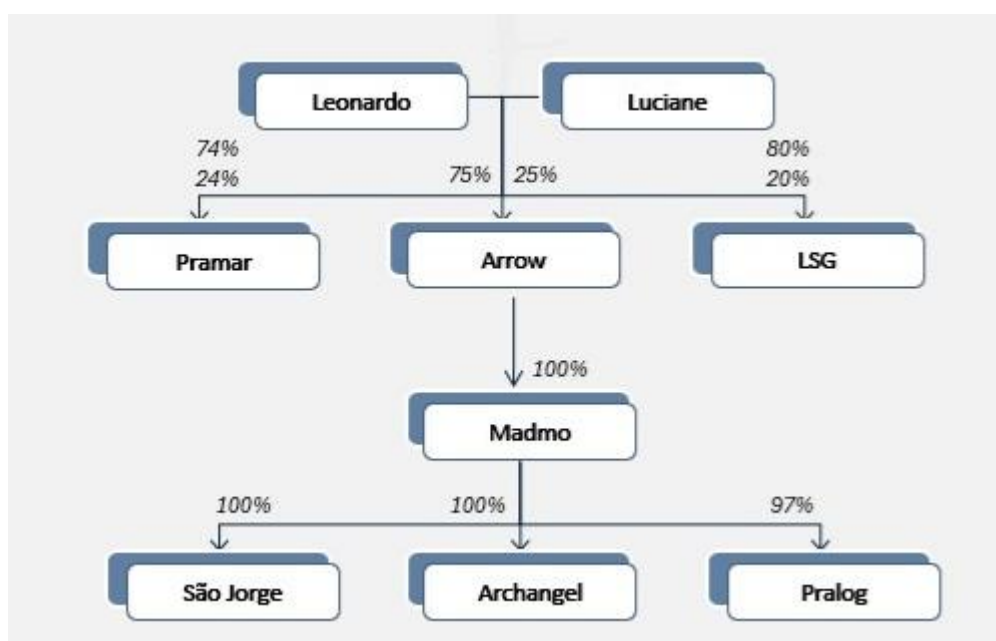 Leonardo
Luciane
74%
80%
24%
75%
25%
20%
Pramar
Arrow
LSG
100%
Madmo
100%
100%
97%
São Jorge
Archangel
Pralog